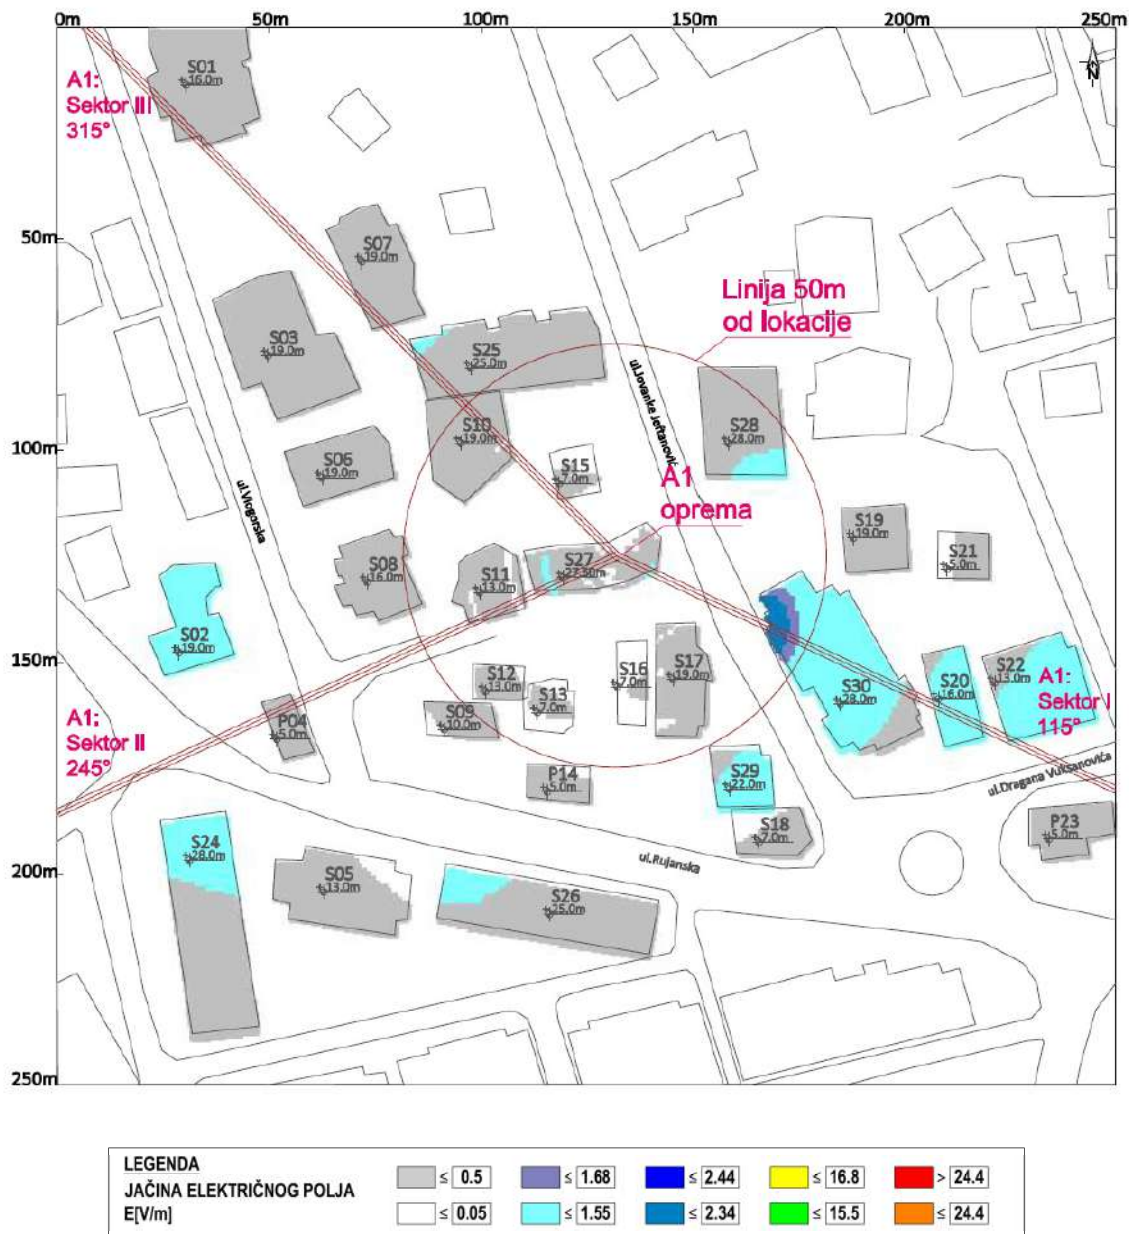 0m 50m 100m 150m 200m 250m
N
S01
16.0m
A1:
Sektor III
315°
50m
S07
19.0m
Linija 50m
od lokacije
S03
19.0m
S25
25.0m
ul.Jovanke Jeftanović
S10
19.0m
S28
28.0m
100m
S06
19.0m
S15
7.0m
A1
oprema
ul.Višgorska
S19
19.0m
S21
5.0m
S08
16.0m
S11
13.0m
S27
S02
19.0m
150m
S12
13.0m
S16
7.0m
S17
19.0m
S13
7.0m
S09
10.0m
S30
28.0m
S20
16.0m
S22
13.0m
A1:
Sektor I
115°
A1:
Sektor II
245°
P04
5.0m
P14
5.0m
S29
22.0m
ul.Dragana Vuksanovića
S18
7.0m
P23
5.0m
S24
28.0m
ul.Rujanska
200m
S05
13.0m
S26
25.0m
250m
LEGENDA
JAČINA ELEKTRIČNOG POLJA
E[V/m]
≤ 0.5 ≤ 1.68 ≤ 2.44 ≤ 16.8 > 24.4
≤ 0.05 ≤ 1.55 ≤ 2.34 ≤ 15.5 ≤ 24.4